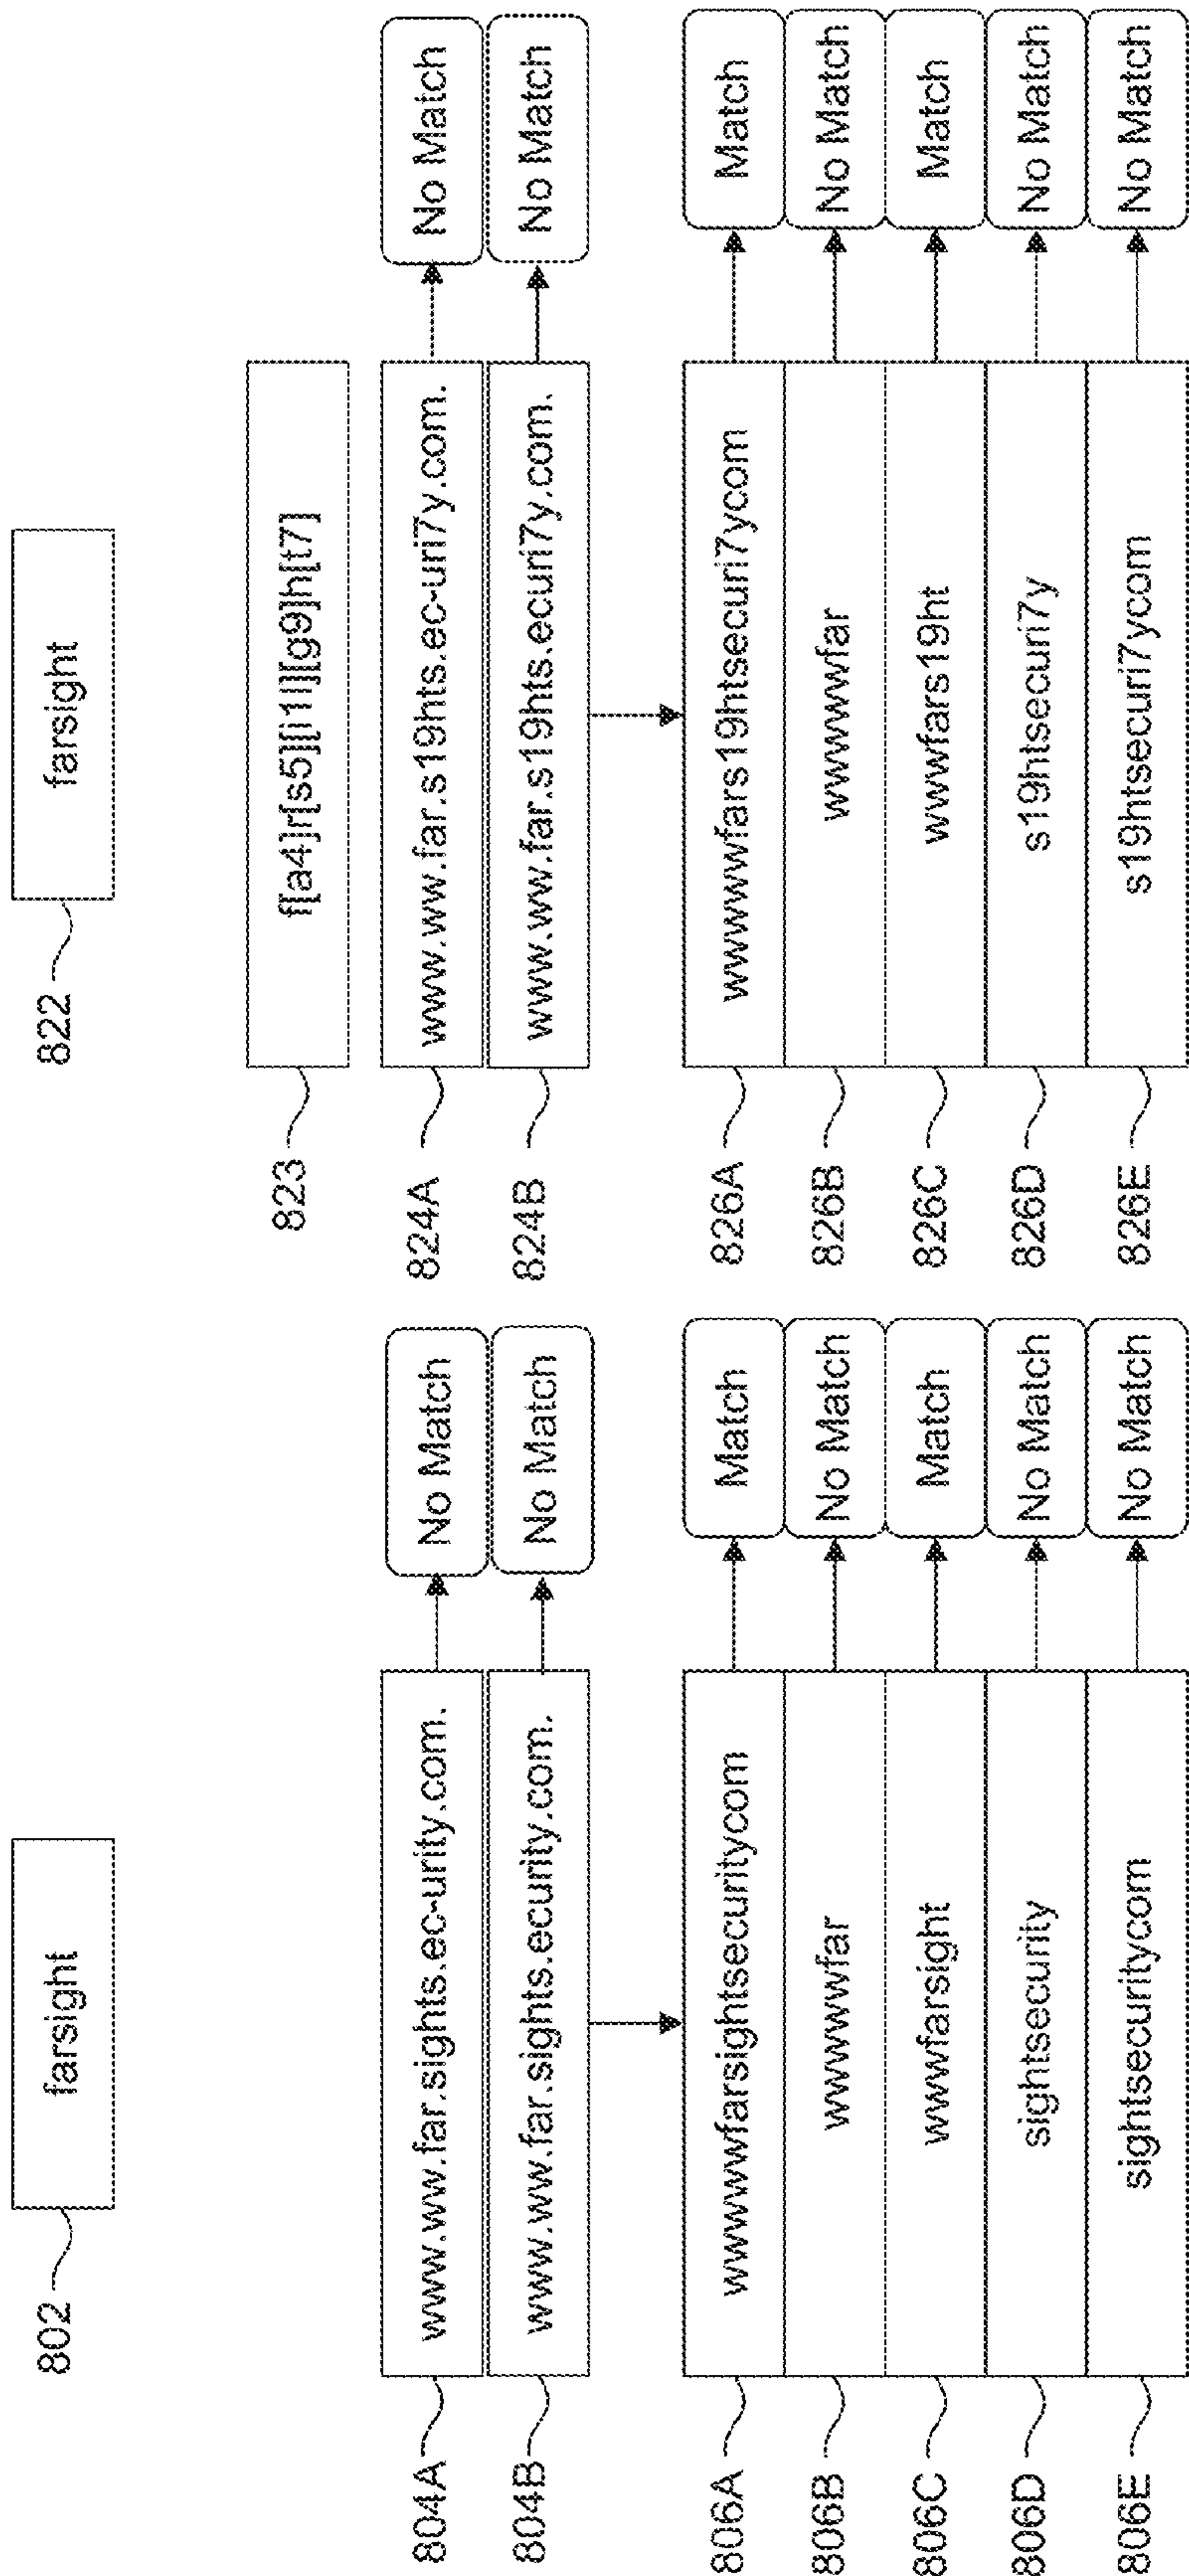 802
farsight
804A
www.ww.far.sights.ec-urity.com.
No Match
804B
www.ww.far.sights.ecurity.com.
No Match
806A
wwwwwfarsightsecuritycom
Match
806B
wwwwwfar
No Match
806C
wwwfarsight
Match
806D
sightsecurity
No Match
806E
sightsecuritycom
No Match
822
farsight
823
f[a4]r[s5][i1l][g9]h[t7]
824A
www.ww.far.s19hts.ec-uri7y.com.
No Match
824B
www.ww.far.s19hts.ecuri7y.com.
No Match
826A
wwwwwfars19htsecuri7ycom
Match
826B
wwwwwfar
No Match
826C
wwwfars19ht
Match
826D
s19htsecuri7y
No Match
826E
s19htsecuri7ycom
No Match